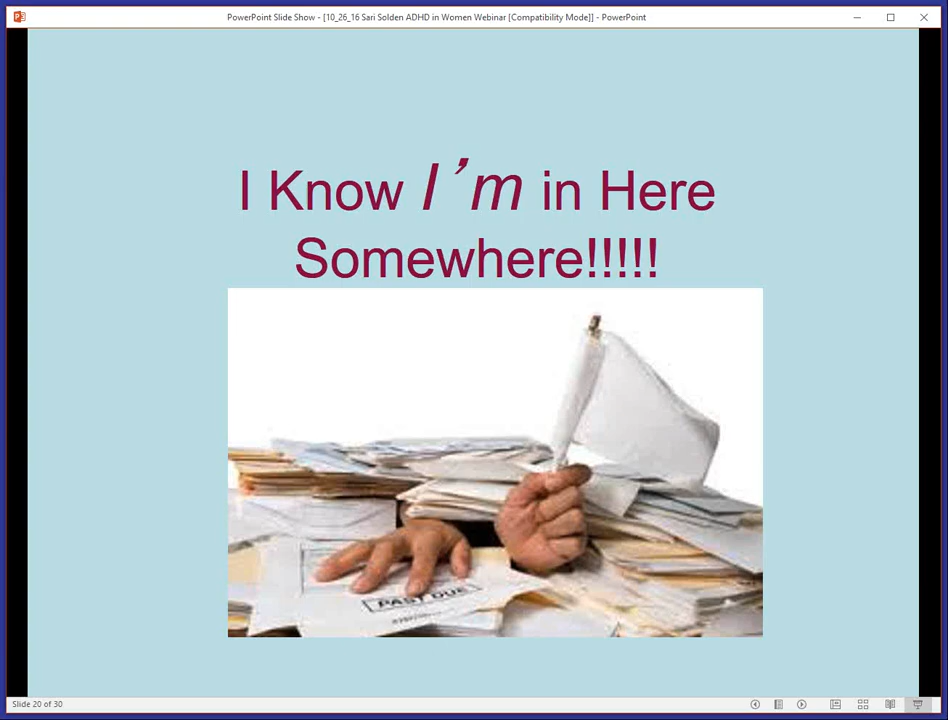 PowerPoint Slide Show - [10_26_16 Sari Solden ADHD in Women Webinar [Compatibility Mode]] - PowerPoint
I Know I’m in Here
Somewhere!!!!!
PAST DUE
Slide 20 of 30